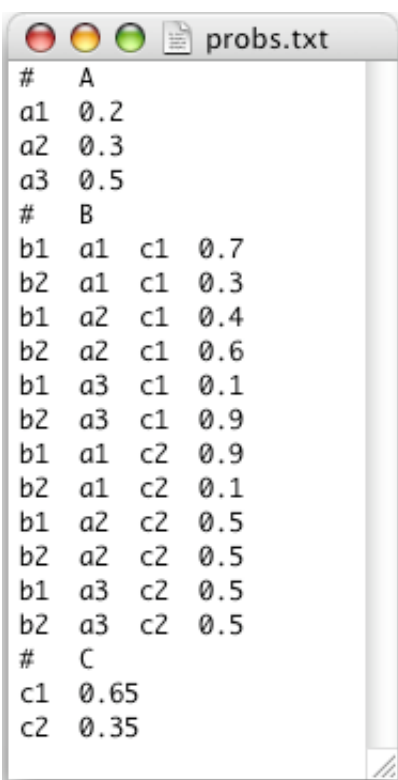 probs.txt
# A
a1 0.2
a2 0.3
a3 0.5
# B
b1 a1 c1 0.7
b2 a1 c1 0.3
b1 a2 c1 0.4
b2 a2 c1 0.6
b1 a3 c1 0.1
b2 a3 c1 0.9
b1 a1 c2 0.9
b2 a1 c2 0.1
b1 a2 c2 0.5
b2 a2 c2 0.5
b1 a3 c2 0.5
b2 a3 c2 0.5
# C
c1 0.65
c2 0.35